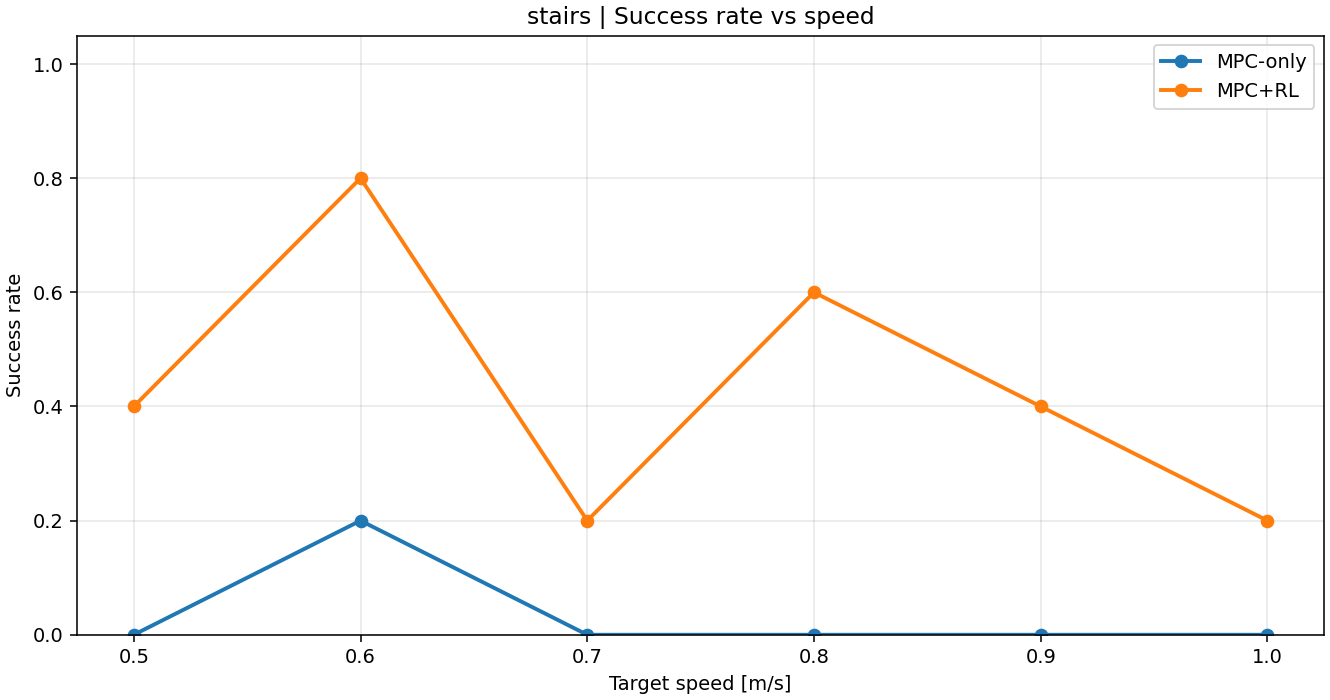 stairs | Success rate vs speed
MPC-only
MPC+RL
Success rate
1.0
0.8
0.6
0.4
0.2
0.0
0.5 0.6 0.7 0.8 0.9 1.0
Target speed [m/s]